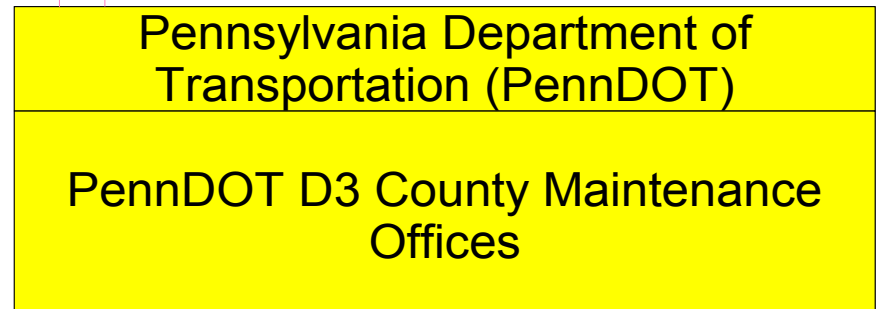 Pennsylvania Department of
Transportation (PennDOT)
PennDOT D3 County Maintenance
Offices